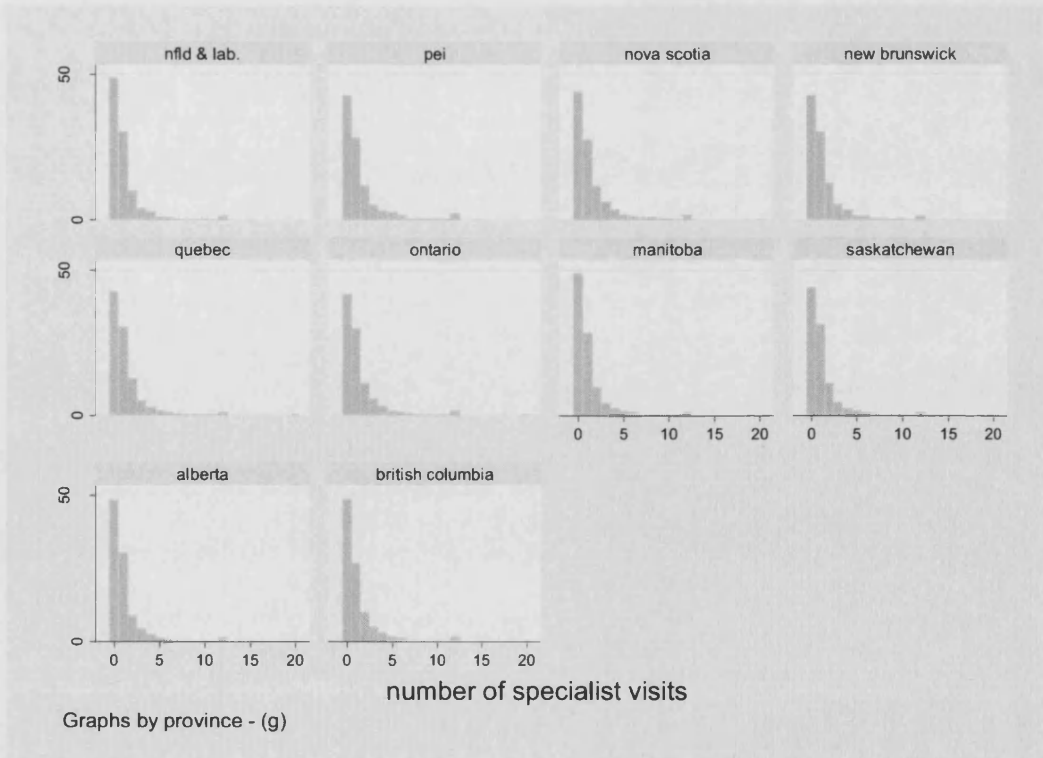 nfld & lab. pei nova scotia new brunswick
50
0
quebec ontario manitoba saskatchewan
50
0
0 5 10 15 20 0 5 10 15 20
alberta british columbia
50
0
0 5 10 15 20 0 5 10 15 20
number of specialist visits
Graphs by province - (g)